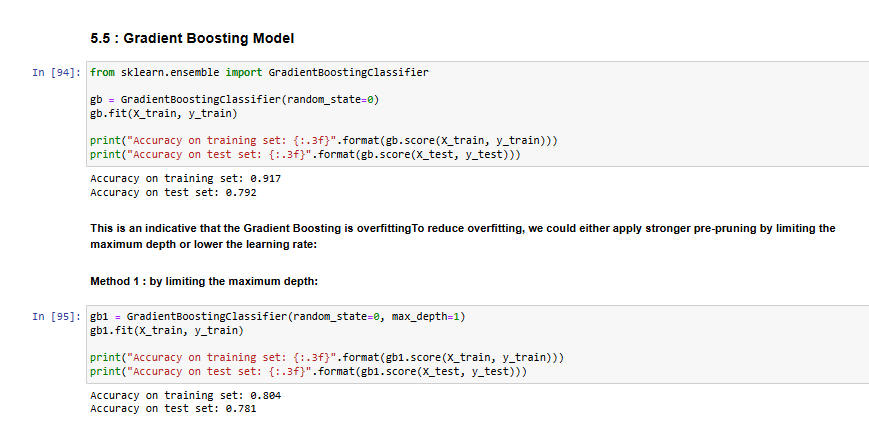 5.5 : Gradient Boosting Model
In [94]: from sklearn.ensemble import GradientBoostingClassifier
gb = GradientBoostingClassifier(random_state=0)
gb.fit(X_train, y_train)
print("Accuracy on training set: {:.3f}".format(gb.score(X_train, y_train)))
print("Accuracy on test set: {:.3f}".format(gb.score(X_test, y_test)))
Accuracy on training set: 0.917
Accuracy on test set: 0.792
This is an indicative that the Gradient Boosting is overfittingTo reduce overfitting, we could either apply stronger pre-pruning by limiting the
maximum depth or lower the learning rate:
Method 1 : by limiting the maximum depth:
In [95]: gb1 = GradientBoostingClassifier(random_state=0, max_depth=1)
gb1.fit(X_train, y_train)
print("Accuracy on training set: {:.3f}".format(gb1.score(X_train, y_train)))
print("Accuracy on test set: {:.3f}".format(gb1.score(X_test, y_test)))
Accuracy on training set: 0.804
Accuracy on test set: 0.781